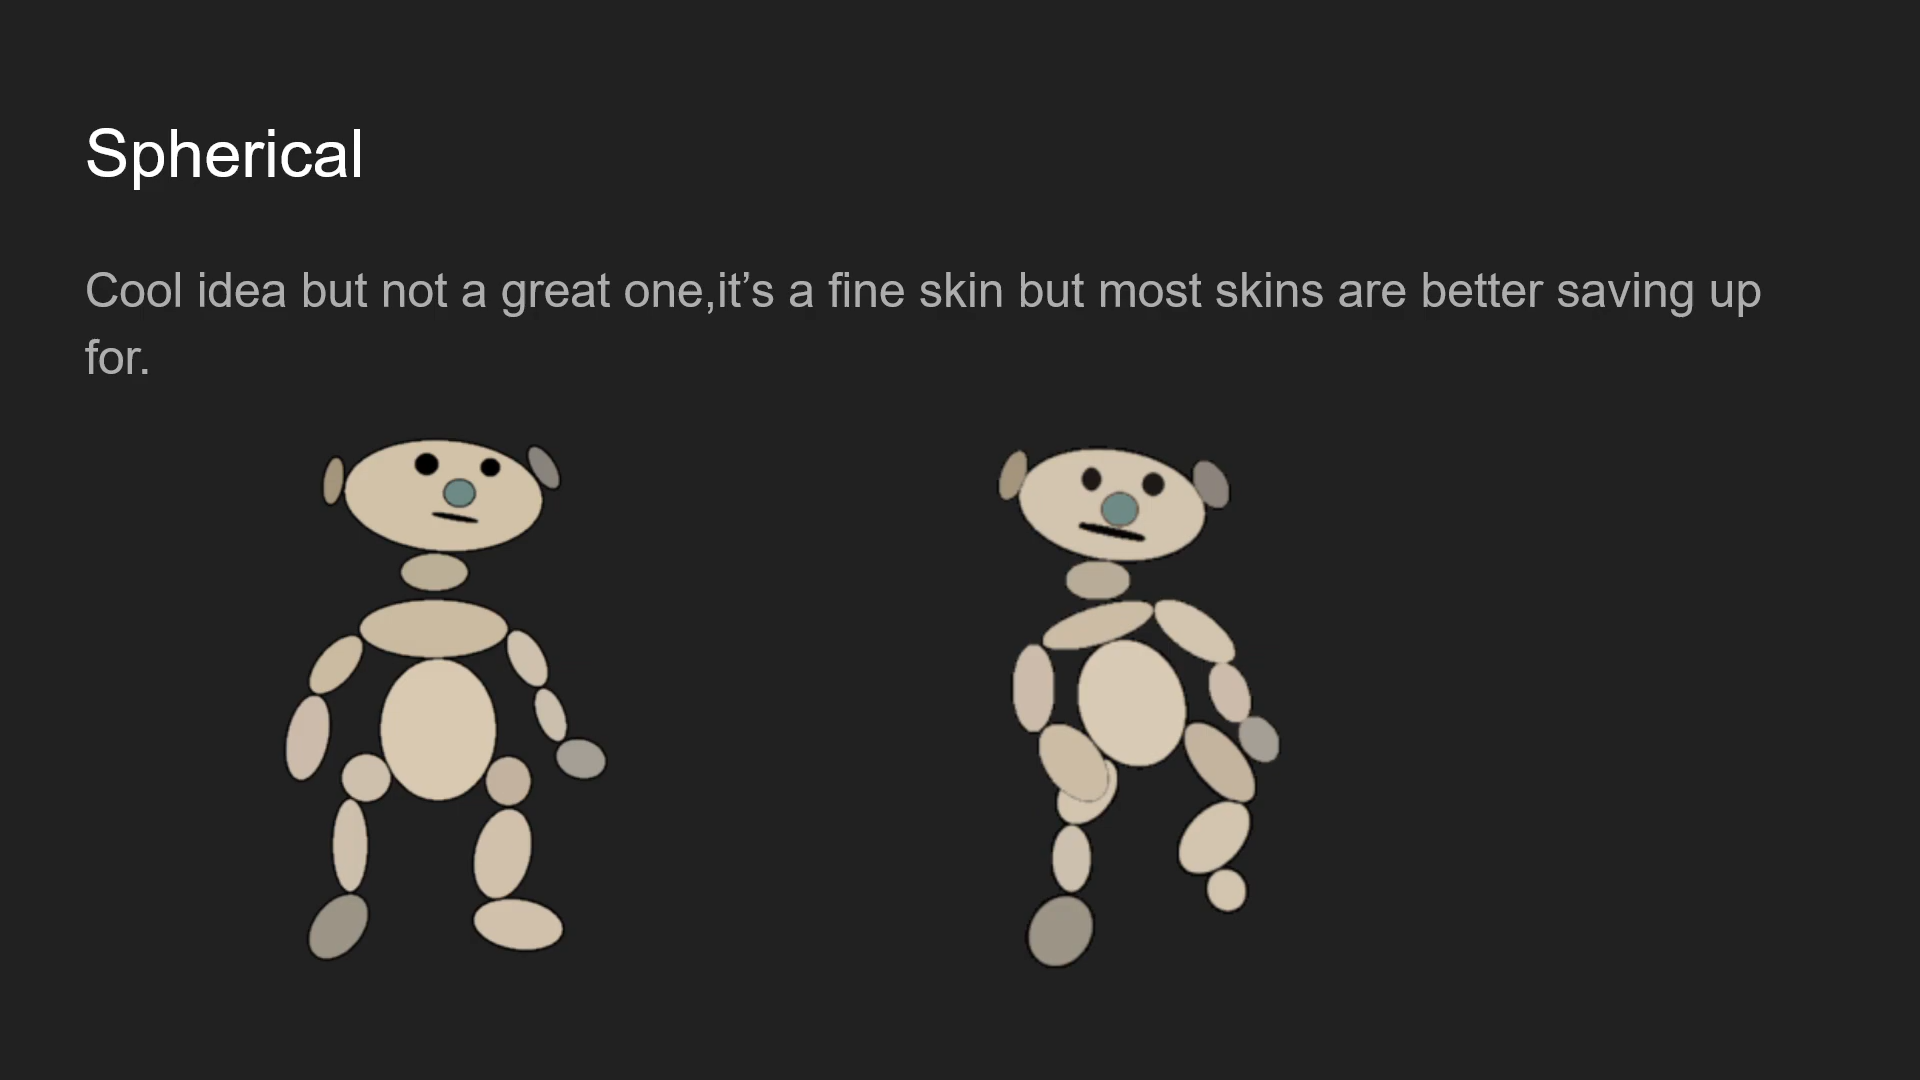 Spherical
Cool idea but not a great one,it’s a fine skin but most skins are better saving up
for.